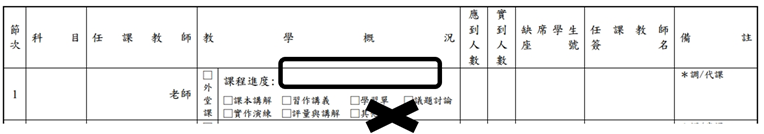 節次 科目 任課教師 教學概況 應到人數 實到人數 缺席學生座號 任課教師簽名 備註
1 老師 □外堂課 課程進度: *調/代課
□課本講解 □習作講義 □學習單 □議題討論
□實作演練 □評量與講解 □其他